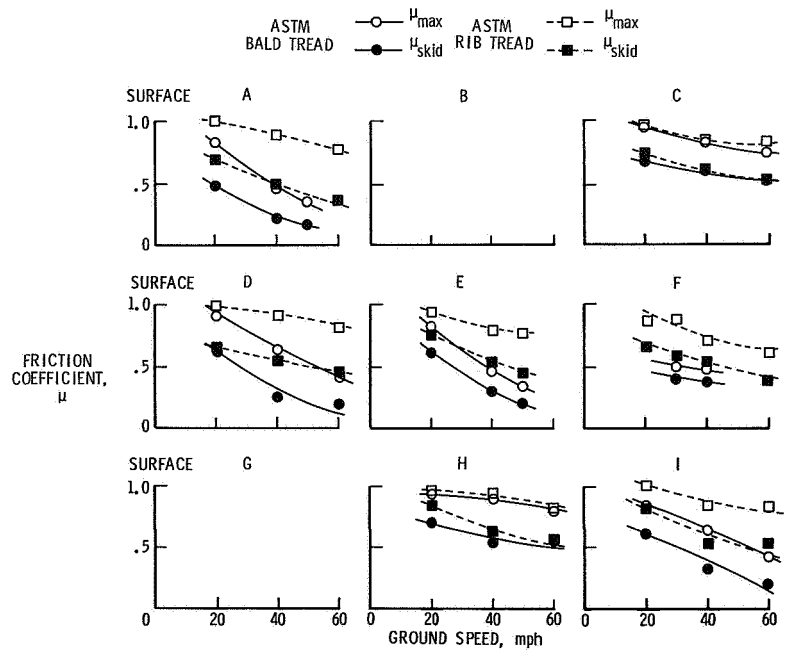 ASTM BALD TREAD
μmax
μskid
ASTM RIB TREAD
μmax
μskid
SURFACE A B C
1.0
.5
0
SURFACE D E F
1.0
.5
0
FRICTION
COEFFICIENT,
μ
SURFACE G H I
1.0
.5
0 20 40 60 0 20 40 60 0 20 40 60
GROUND SPEED, mph